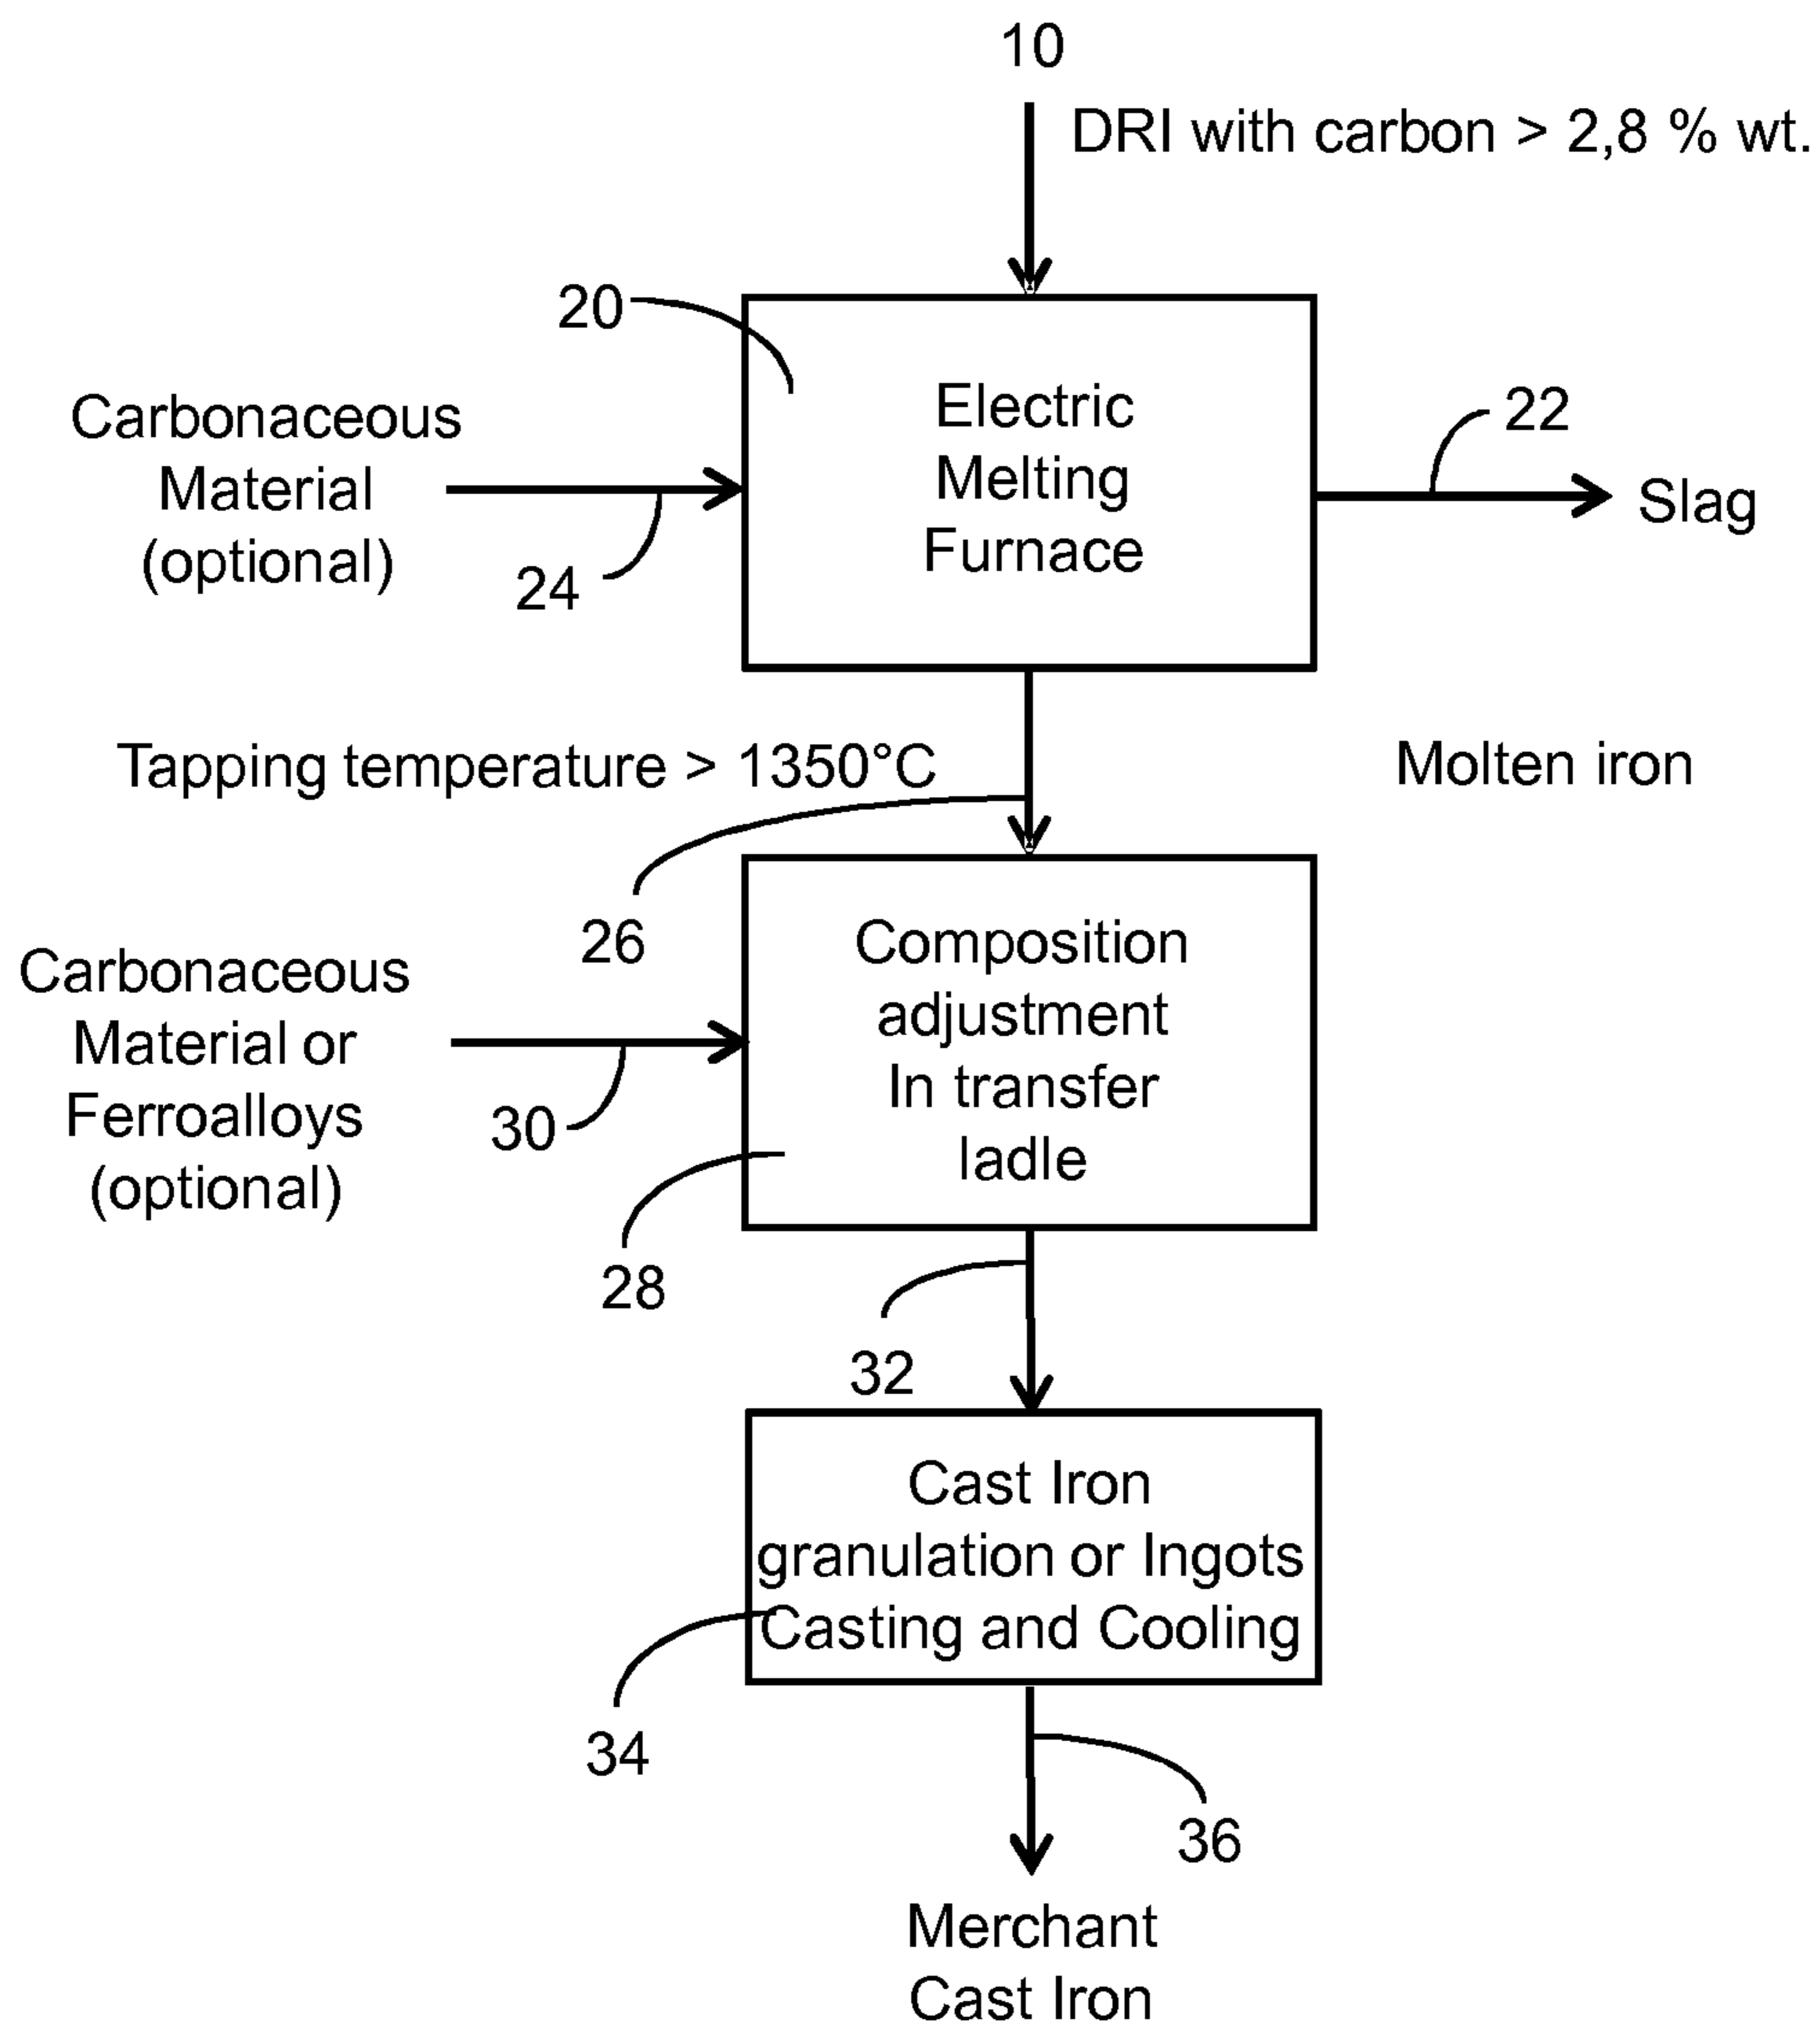 10
DRI with carbon > 2,8 % wt.
20
Electric
Melting
Furnace
22
Slag
Carbonaceous
Material
(optional)
24
Tapping temperature > 1350°C
Molten iron
26
Composition
adjustment
In transfer
ladle
Carbonaceous
Material or
Ferroalloys
(optional)
30
28
32
Cast Iron
granulation or Ingots
Casting and Cooling
34
36
Merchant
Cast Iron